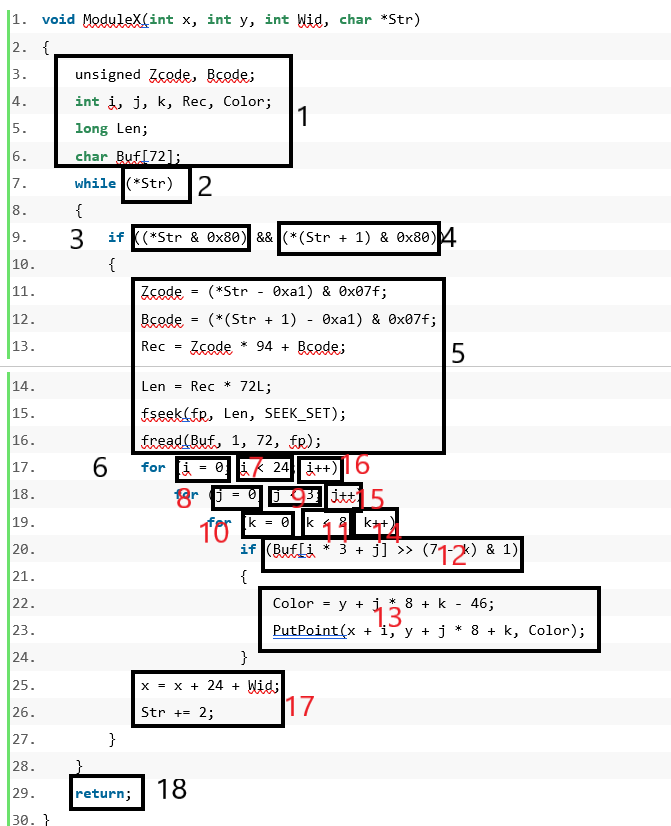 1. void ModuleX(int x, int y, int Wid, char *Str)
2. {
3. unsigned Zcode, Bcode;
4. int i, j, k, Rec, Color;
1
5. long Len;
6. char Buf[72];
7. while (*Str) 2
8. {
9. 3 if ((*Str & 0x80) && (*(Str + 1) & 0x80)) 4
10. {
11. Zcode = (*Str - 0xa1) & 0x07f;
12. Bcode = (*(Str + 1) - 0xa1) & 0x07f;
13. Rec = Zcode * 94 + Bcode; 5
14. Len = Rec * 72L;
15. fseek(fp, Len, SEEK_SET);
16. fread(Buf, 1, 72, fp);
17. 6 for (i = 0; i < 24; i++) 7 16
18. for (j = 0; j < 3; j++) 8 9 15
19. for (k = 0; k < 8; k++) 10 11 14
20. if (Buf[i * 3 + j] >> (7 - k) & 1) 12
21. {
22. Color = y + j * 8 + k - 46;
13
23. PutPoint(x + i, y + j * 8 + k, Color);
24. }
25. x = x + 24 + Wid;
17
26. Str += 2;
27. }
28. }
29. return; 18
30. }